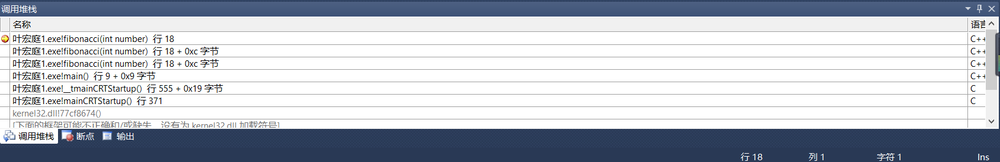 调用堆栈
名称 语言
叶宏庭1.exe!fibonacci(int number) 行 18 C++
叶宏庭1.exe!fibonacci(int number) 行 18 + 0xc 字节 C++
叶宏庭1.exe!fibonacci(int number) 行 18 + 0xc 字节 C++
叶宏庭1.exe!main() 行 9 + 0x9 字节 C++
叶宏庭1.exe!__tmainCRTStartup() 行 555 + 0x19 字节 C
叶宏庭1.exe!mainCRTStartup() 行 371 C
kernel32.dll!77cf8674()
[下面的框架可能不正确和/或缺失，没有为 kernel32.dll 加载符号]
调用堆栈 断点 输出
行 18 列 1 字符 1 Ins